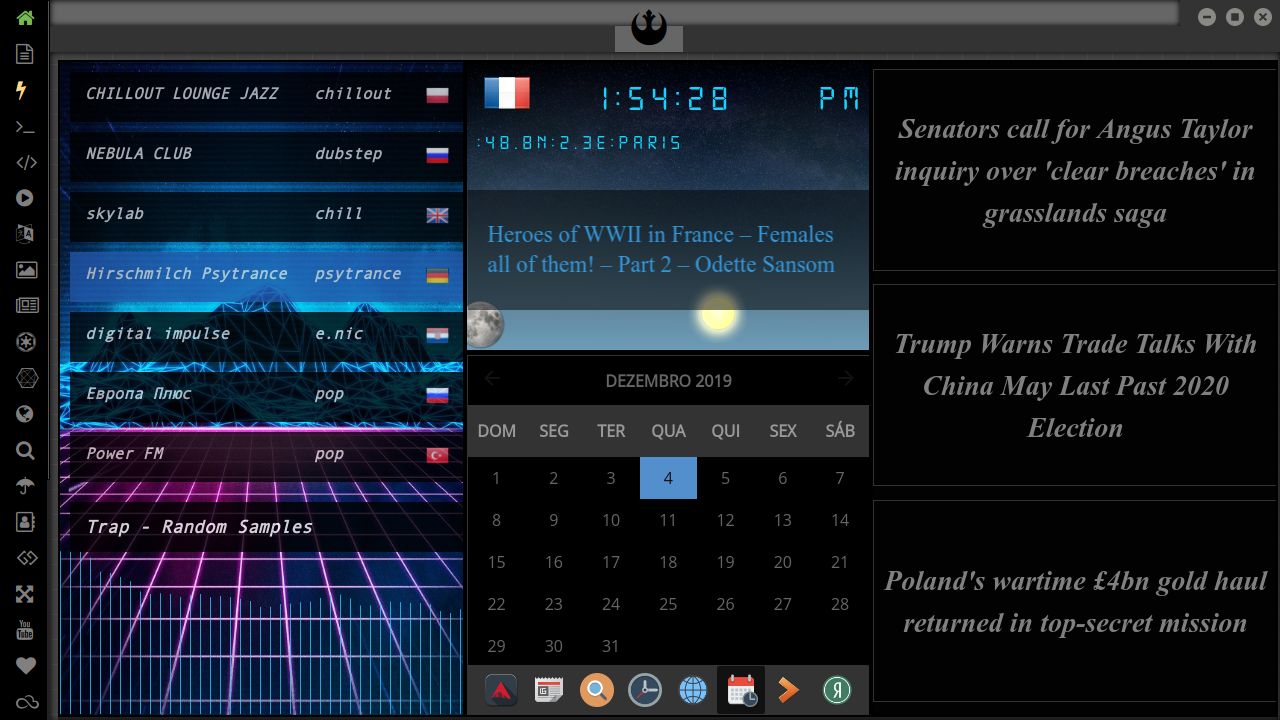 CHILLOUT LOUNGE JAZZ chillout
NEBULA CLUB dubstep
skylab chill
Hirschmilch Psytrance psytrance
digital impulse e.nic
Европа Плюс pop
Power FM pop
Trap - Random Samples
1:54:28 PM
:48.8N:2.3E:PARIS
Heroes of WWII in France – Females
all of them! – Part 2 – Odette Sansom
DEZEMBRO 2019
DOM SEG TER QUA QUI SEX SÁB
1 2 3 4 5 6 7
8 9 10 11 12 13 14
15 16 17 18 19 20 21
22 23 24 25 26 27 28
29 30 31
Senators call for Angus Taylor
inquiry over 'clear breaches' in
grasslands saga
Trump Warns Trade Talks With
China May Last Past 2020
Election
Poland's wartime £4bn gold haul
returned in top-secret mission
You
Tube
Я